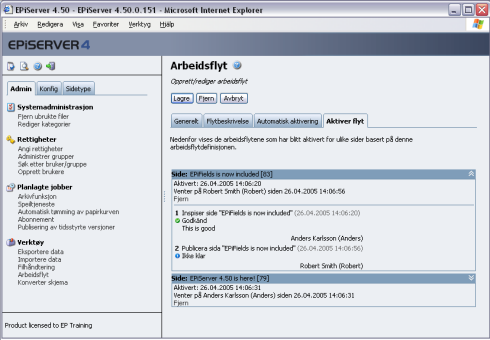 EPiServer 4.50 - EPiServer 4.50.0.151 - Microsoft Internet Explorer
Arkiv Redigera Visa Favoriter Verktyg Hjälp
EPISERVER 4
Admin Konfig Sidetype
Systemadministrasjon
Fjern ubrukte filer
Rediger kategorier
Rettigheter
Angi rettigheter
Administrer grupper
Søk etter bruker/gruppe
Opprett brukere
Planlagte jobber
Arkivfunksjon
Speiltjeneste
Automatisk tømming av papirkurven
Abonnement
Publisering av tidsstyrte versjoner
Verktøy
Eksportere data
Importere data
Filhåndtering
Arbeidsflyt
Konverter skjema
Product licensed to EP Training
Arbeidsflyt
Opprett/rediger arbeidsflyt
Lagre Fjern Avbryt
Generelt Flytbeskrivelse Automatisk aktivering Aktiver flyt
Nedenfor vises de arbeidsflytene som har blitt aktivert for ulike sider basert på denne
arbeidsflytdefinisjonen.
Side: EPiFields is now included [83]
Aktivert: 26.04.2005 14:06:20
Venter på Robert Smith (Robert) siden 26.04.2005 14:06:56
Fjern
1 Inspiser side "EPiFields is now included" (26.04.2005 14:06:20)
Godkänd
This is good
Anders Karlsson (Anders)
2 Publicera side "EPiFields is now included" (26.04.2005 14:06:56)
Ikke klar
Robert Smith (Robert)
Side: EPiServer 4.50 is here! [79]
Aktivert: 26.04.2005 14:06:31
Venter på Anders Karlsson (Anders) siden 26.04.2005 14:06:31
Fjern